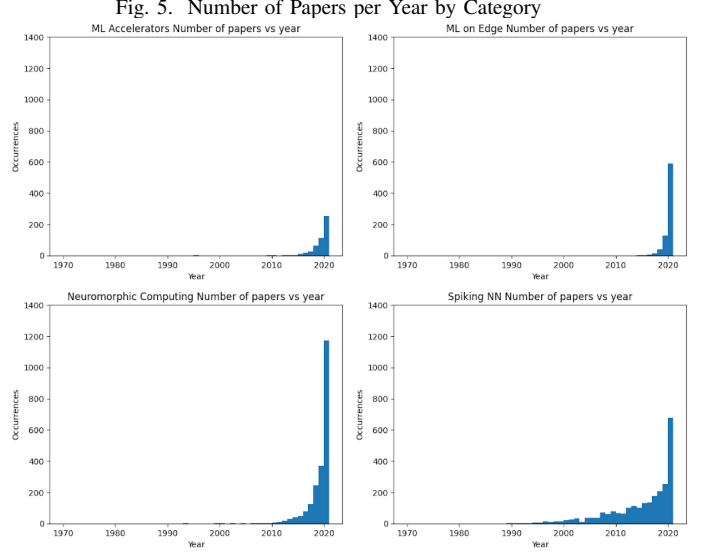 Fig. 5. Number of Papers per Year by Category
ML Accelerators Number of papers vs year
1400
1200
1000
800
600
400
200
0
Occurrences
1970 1980 1990 2000 2010 2020
Year
ML on Edge Number of papers vs year
1400
1200
1000
800
600
400
200
0
Occurrences
1970 1980 1990 2000 2010 2020
Year
Neuromorphic Computing Number of papers vs year
1400
1200
1000
800
600
400
200
0
Occurrences
1970 1980 1990 2000 2010 2020
Year
Spiking NN Number of papers vs year
1400
1200
1000
800
600
400
200
0
Occurrences
1970 1980 1990 2000 2010 2020
Year